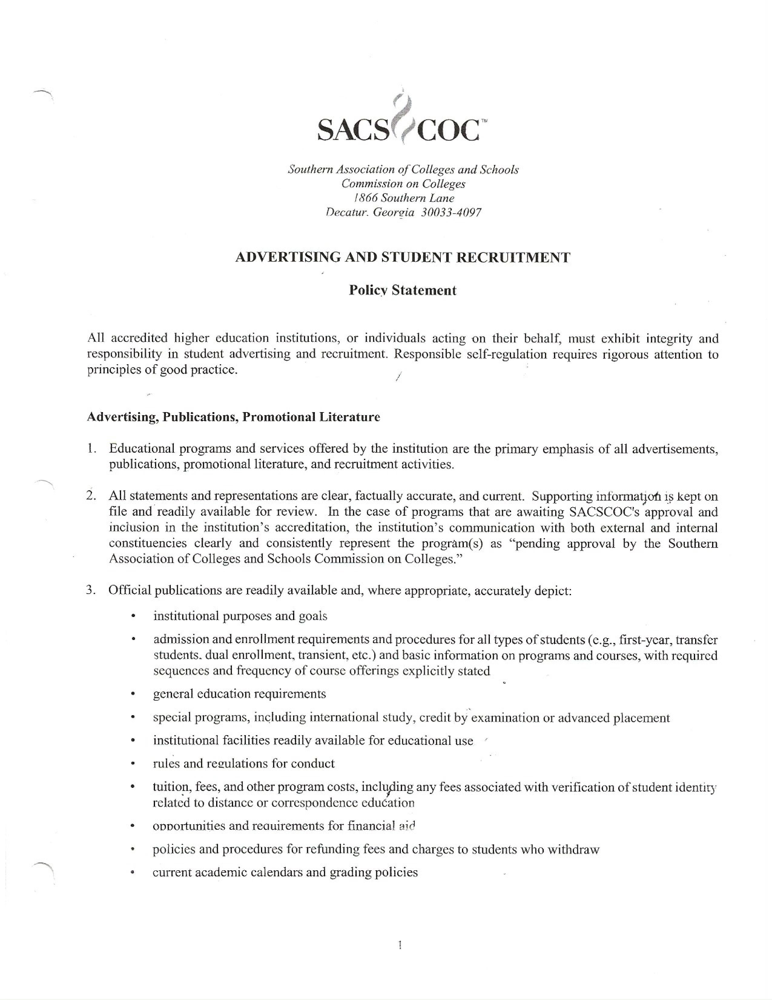 SACS COC™
Southern Association of Colleges and Schools
Commission on Colleges
1866 Southern Lane
Decatur, Georgia 30033-4097
ADVERTISING AND STUDENT RECRUITMENT
Policy Statement
All accredited higher education institutions, or individuals acting on their behalf, must exhibit integrity and
responsibility in student advertising and recruitment. Responsible self-regulation requires rigorous attention to
principles of good practice.
Advertising, Publications, Promotional Literature
1. Educational programs and services offered by the institution are the primary emphasis of all advertisements,
publications, promotional literature, and recruitment activities.
2. All statements and representations are clear, factually accurate, and current. Supporting information is kept on
file and readily available for review. In the case of programs that are awaiting SACSCOC's approval and
inclusion in the institution’s accreditation, the institution’s communication with both external and internal
constituencies clearly and consistently represent the program(s) as “pending approval by the Southern
Association of Colleges and Schools Commission on Colleges.”
3. Official publications are readily available and, where appropriate, accurately depict:
• institutional purposes and goals
• admission and enrollment requirements and procedures for all types of students (e.g., first-year, transfer
students, dual enrollment, transient, etc.) and basic information on programs and courses, with required
sequences and frequency of course offerings explicitly stated
• general education requirements
• special programs, including international study, credit by examination or advanced placement
• institutional facilities readily available for educational use
• rules and regulations for conduct
• tuition, fees, and other program costs, including any fees associated with verification of student identity
related to distance or correspondence education
• opportunities and requirements for financial aid
• policies and procedures for refunding fees and charges to students who withdraw
• current academic calendars and grading policies
1